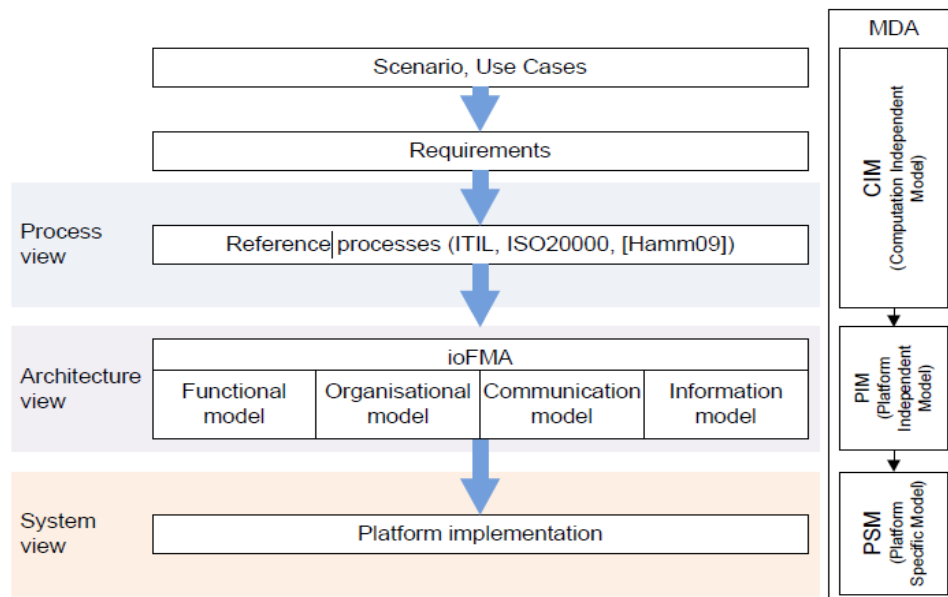 MDA
Scenario, Use Cases
Requirements
Process
view
Reference processes (ITIL, ISO20000, [Hamm09])
CIM
(Computation Independent
Model)
Architecture
view
ioFMA
Functional
model
Organisational
model
Communication
model
Information
model
PIM
(Platform
Independent
Model)
System
view
Platform implementation
PSM
(Platform
Specific Model)